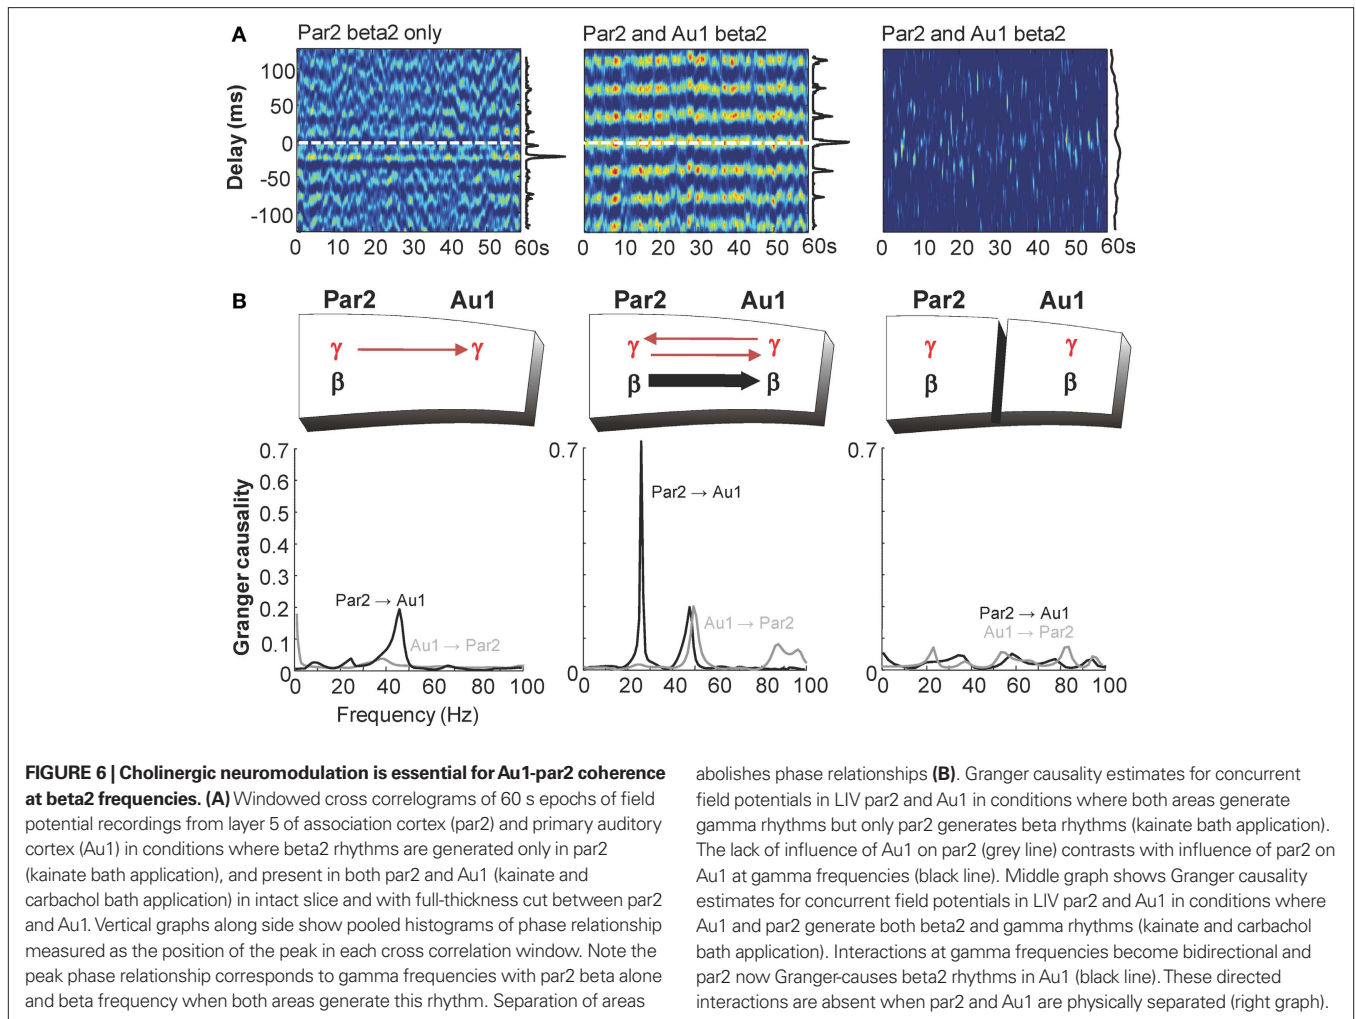 A
Par2 beta2 only
Par2 and Au1 beta2
Par2 and Au1 beta2
Delay (ms)
100
50
0
-50
-100
0 10 20 30 40 50 60s
0 10 20 30 40 50 60s
0 10 20 30 40 50 60s
B
Par2 Au1
Par2 Au1
Par2 Au1
γ γ
β
γ γ
β β
γ γ
β β
Granger causality
0.7
0.6
0.5
0.4
0.3
0.2
0.1
0
Par2 → Au1
Au1 → Par2
0 20 40 60 80 100
Frequency (Hz)
0.7
0
Par2 → Au1
Au1 → Par2
0 20 40 60 80 100
0.7
0
Par2 → Au1
Au1 → Par2
0 20 40 60 80 100
FIGURE 6 | Cholinergic neuromodulation is essential for Au1-par2 coherence
at beta2 frequencies. (A) Windowed cross correlograms of 60 s epochs of field
potential recordings from layer 5 of association cortex (par2) and primary auditory
cortex (Au1) in conditions where beta2 rhythms are generated only in par2
(kainate bath application), and present in both par2 and Au1 (kainate and
carbachol bath application) in intact slice and with full-thickness cut between par2
and Au1. Vertical graphs along side show pooled histograms of phase relationship
measured as the position of the peak in each cross correlation window. Note the
peak phase relationship corresponds to gamma frequencies with par2 beta alone
and beta frequency when both areas generate this rhythm. Separation of areas
abolishes phase relationships (B). Granger causality estimates for concurrent
field potentials in LIV par2 and Au1 in conditions where both areas generate
gamma rhythms but only par2 generates beta rhythms (kainate bath application).
The lack of influence of Au1 on par2 (grey line) contrasts with influence of par2 on
Au1 at gamma frequencies (black line). Middle graph shows Granger causality
estimates for concurrent field potentials in LIV par2 and Au1 in conditions where
Au1 and par2 generate both beta2 and gamma rhythms (kainate and carbachol
bath application). Interactions at gamma frequencies become bidirectional and
par2 now Granger-causes beta2 rhythms in Au1 (black line). These directed
interactions are absent when par2 and Au1 are physically separated (right graph).